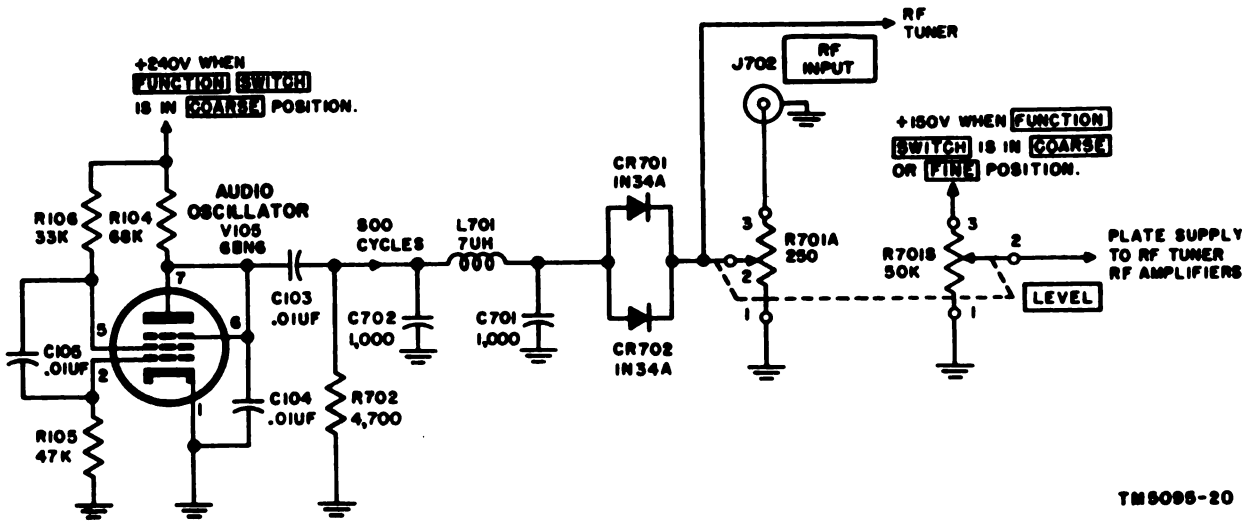 RF
TUNER
+240V WHEN
FUNCTION SWITCH
IS IN COARSE POSITION.
J702
RF
INPUT
+150V WHEN FUNCTION
SWITCH IS IN COARSE
OR FINE POSITION.
R106
33K
R104
68K
AUDIO
OSCILLATOR
V105
6BN6
800
CYCLES
L701
7UH
CR701
1N34A
3
R701A
250
2
1
3
R701B
50K
2
1
PLATE SUPPLY
TO RF TUNER
RF AMPLIFIERS
LEVEL
7
C103
.01UF
5
6
C105
.01UF
2
1
C702
1,000
C701
1,000
CR702
1N34A
C104
.01UF
R702
4,700
R105
47K
TM5095-20